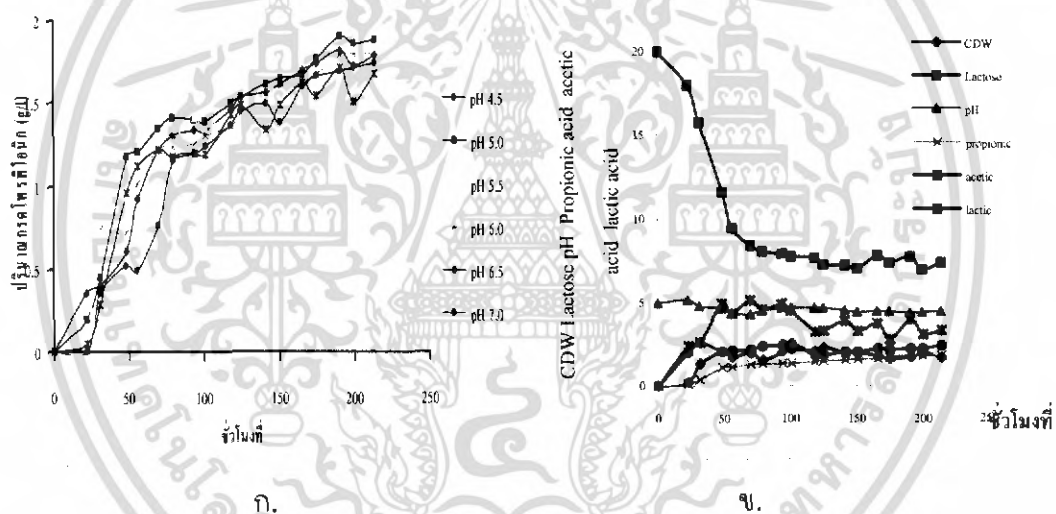 ปริมาณกรดโพรพิโอนิก (g/l)
2
1.5
1
0.5
0
0
50
100
150
200
250
ชั่วโมงที่
pH 4.5
pH 5.0
pH 5.5
pH 6.0
pH 6.5
pH 7.0
ก.
CDW Lactose pH Propionic acid acetic
acid lactic acid
20
15
10
5
0
0
50
100
150
200
ชั่วโมงที่
CDW
Lactose
pH
propionic
acetic
lactic
ข.